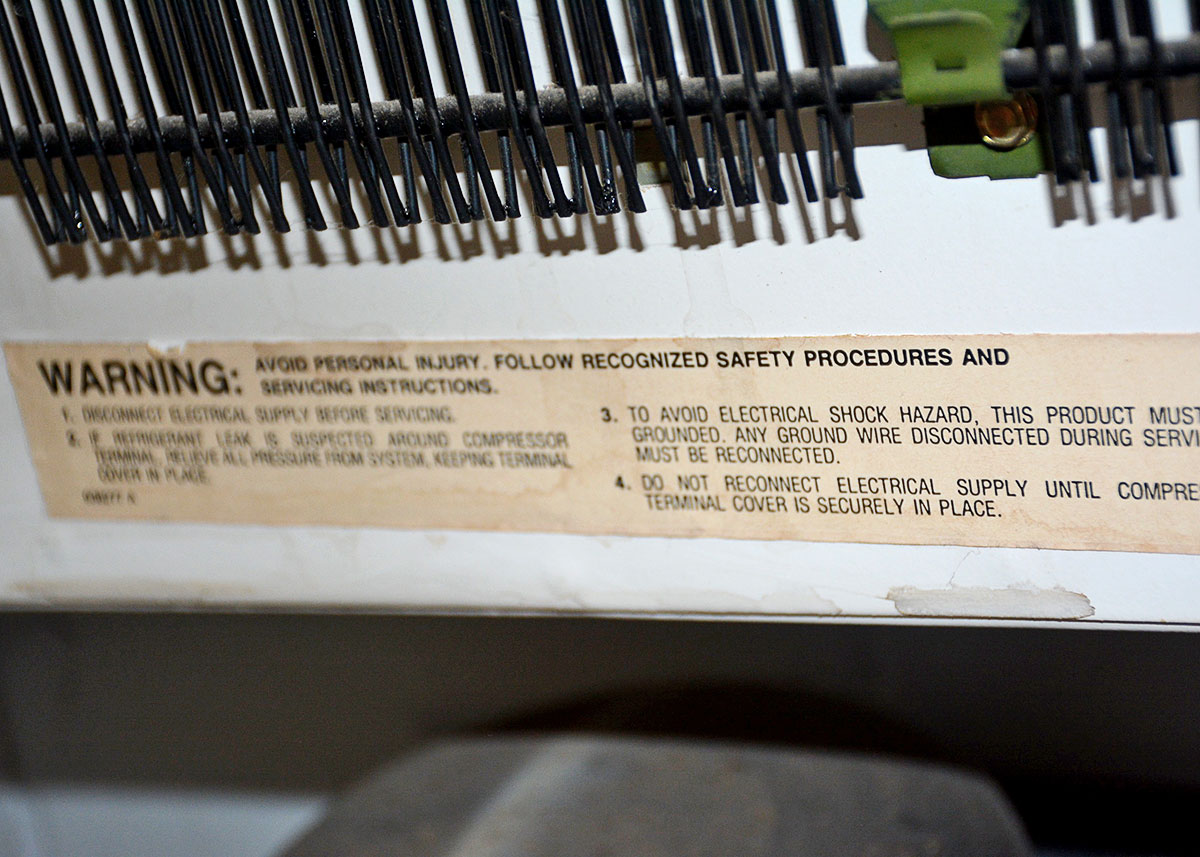 WARNING: AVOID PERSONAL INJURY. FOLLOW RECOGNIZED SAFETY PROCEDURES AND
SERVICING INSTRUCTIONS.
1. DISCONNECT ELECTRICAL SUPPLY BEFORE SERVICING.
2. IF REFRIGERANT LEAK IS SUSPECTED AROUND COMPRESSOR
TERMINAL, RELIEVE ALL PRESSURE FROM SYSTEM, KEEPING TERMINAL
COVER IN PLACE.
3. TO AVOID ELECTRICAL SHOCK HAZARD, THIS PRODUCT MUST
GROUNDED. ANY GROUND WIRE DISCONNECTED DURING SERVI
MUST BE RECONNECTED.
4. DO NOT RECONNECT ELECTRICAL SUPPLY UNTIL COMPRE
TERMINAL COVER IS SECURELY IN PLACE.